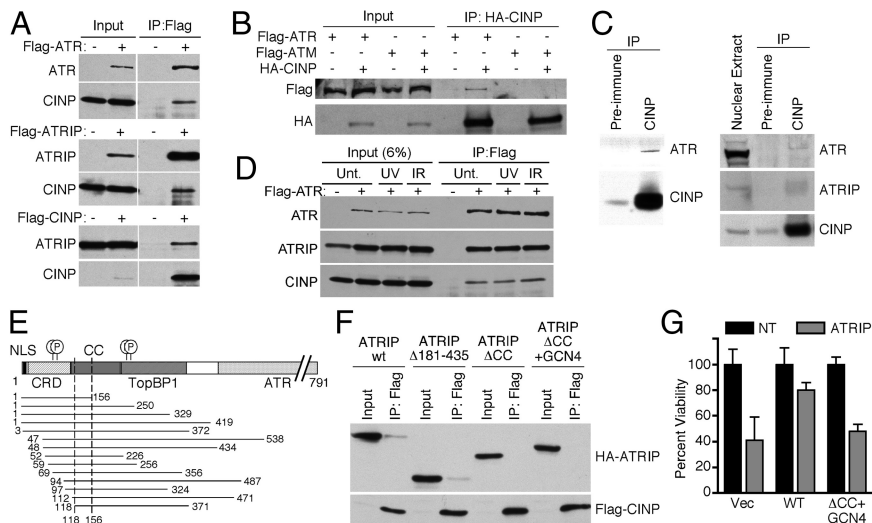 A
Input IP:Flag
Flag-ATR: - + - +
ATR
CINP
Flag-ATRIP: - + - +
ATRIP
CINP
Flag-CINP: - + - +
ATRIP
CINP
B
Input IP: HA-CINP
Flag-ATR + + - - + + - -
Flag-ATM - - + + - - + +
HA-CINP - + - + - + - +
Flag
HA
C
IP
Pre-immune
CINP
ATR
CINP
IP
Nuclear Extract
Pre-immune
CINP
ATR
ATRIP
CINP
D
Input (6%) IP:Flag
Unt. UV IR Unt. UV IR
Flag-ATR: - + + + - + + +
ATR
ATRIP
CINP
E
P P
NLS CC
1 CRD TopBP1 ATR 791
1 156
1 250
1 329
1 419
3 372
47 538
48 434
52 226
59 256
69 356
94 487
97 324
112 471
118 371
118 156
F
ATRIP wt
ATRIP Δ181-435
ATRIP ΔCC
ATRIP ΔCC +GCN4
Input IP: Flag Input IP: Flag Input IP: Flag Input IP: Flag
HA-ATRIP
Flag-CINP
G
NT ATRIP
Percent Viability
120
100
80
60
40
20
Vec WT ΔCC+
GCN4